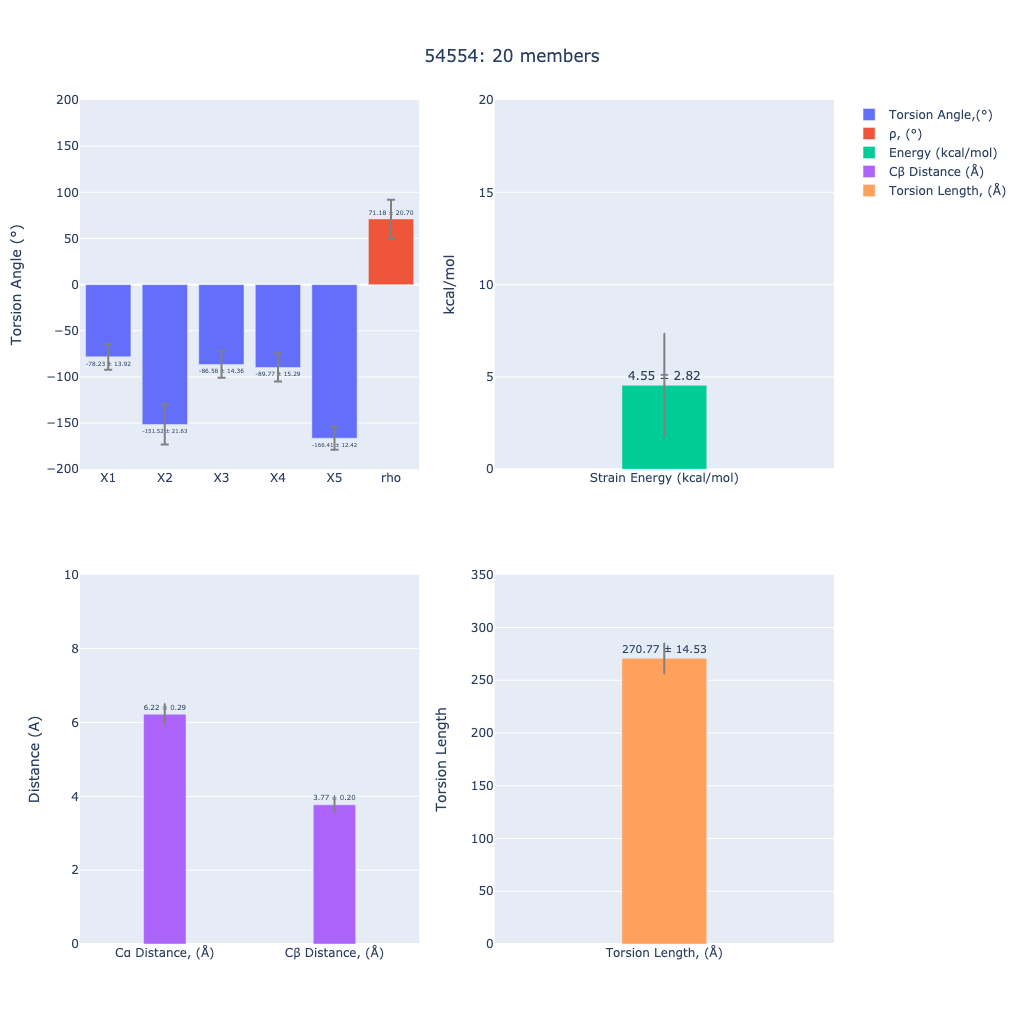 54554: 20 members
Torsion Angle (°)
200
150
100
50
0
−50
−100
−150
−200
-78.23 ± 13.92
-151.52 ± 21.63
-86.58 ± 14.36
-89.77 ± 15.29
-166.41 ± 12.42
71.18 ± 20.70
X1 X2 X3 X4 X5 rho
kcal/mol
20
15
10
5
0
4.55 ± 2.82
Strain Energy (kcal/mol)
Torsion Angle,(°)
ρ, (°)
Energy (kcal/mol)
Cβ Distance (Å)
Torsion Length, (Å)
Distance (A)
10
8
6
4
2
0
6.22 ± 0.29
3.77 ± 0.20
Cα Distance, (Å) Cβ Distance, (Å)
Torsion Length
350
300
250
200
150
100
50
0
270.77 ± 14.53
Torsion Length, (Å)